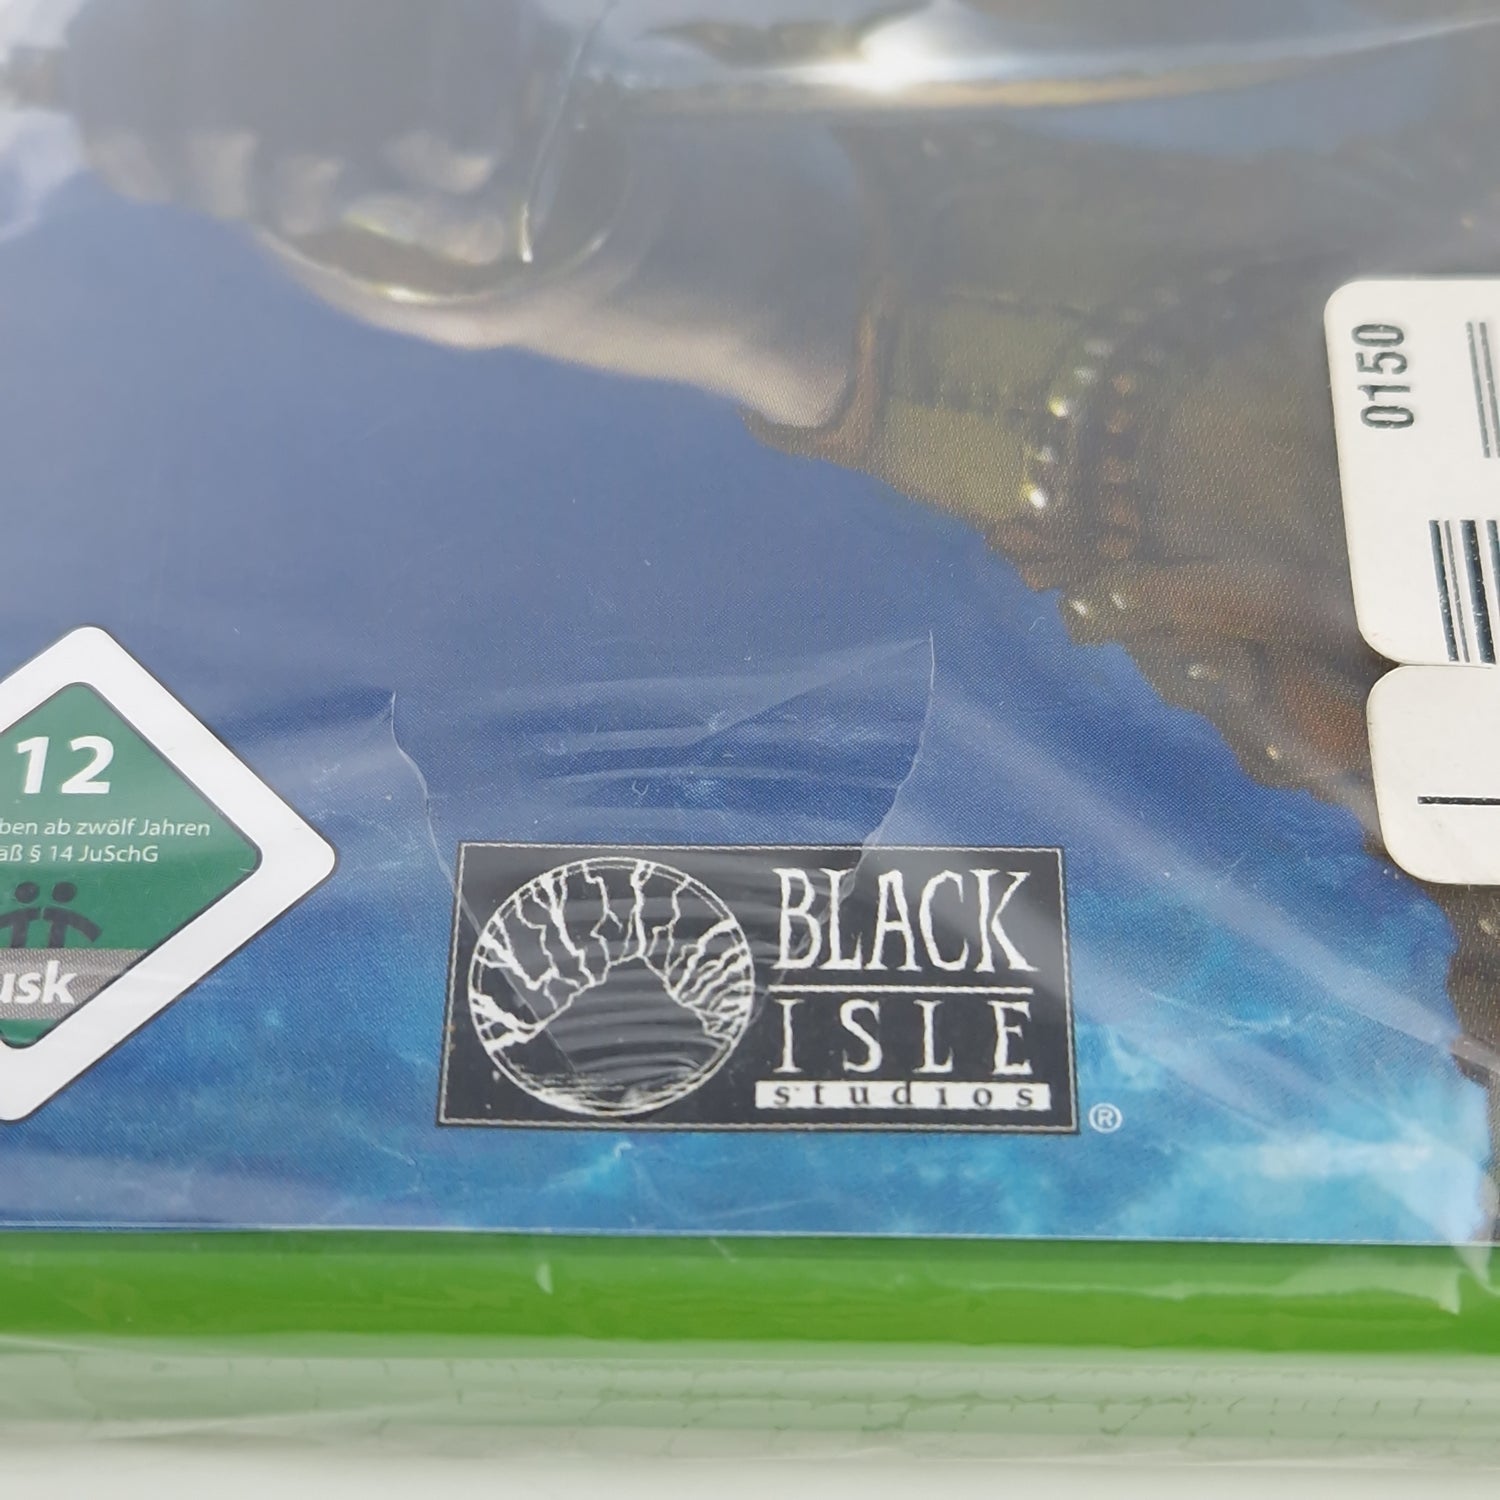 0150
12
ben ab zwölf Jahren
äß § 14 JuSchG
usk
BLACK
ISLE
studios
®